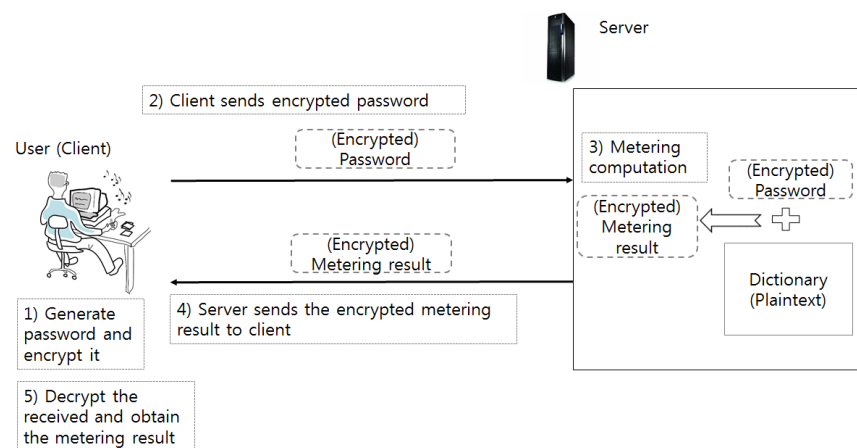 Server
2) Client sends encrypted password
(Encrypted)
Password
User (Client)
3) Metering
computation
(Encrypted)
Password
(Encrypted)
Metering
result
(Encrypted)
Metering result
Dictionary
(Plaintext)
1) Generate
password and
encrypt it
4) Server sends the encrypted metering
result to client
5) Decrypt the
received and obtain
the metering result